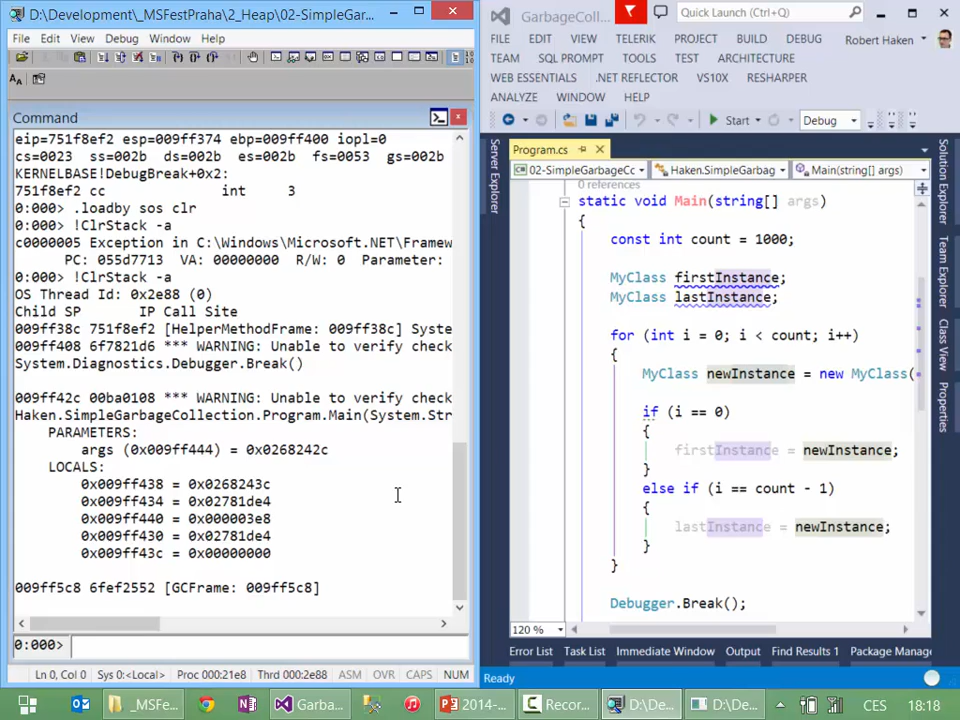 D:\Development\_MSFestPraha\2_Heap\02-SimpleGar...
File Edit View Debug Window Help
Command
eip=751f8ef2 esp=009ff374 ebp=009ff400 iopl=0
cs=0023  ss=002b  ds=002b  es=002b  fs=0053  gs=002b
KERNELBASE!DebugBreak+0x2:
751f8ef2 cc              int     3
0:000> .loadby sos clr
0:000> !ClrStack -a
c0000005 Exception in C:\Windows\Microsoft.NET\Framew
PC: 055d7713  VA: 00000000  R/W: 0  Parameter:
0:000> !ClrStack -a
OS Thread Id: 0x2e88 (0)
Child SP       IP Call Site
009ff38c 751f8ef2 [HelperMethodFrame: 009ff38c] Syste
009ff408 6f7821d6 *** WARNING: Unable to verify check
System.Diagnostics.Debugger.Break()
009ff42c 00ba0108 *** WARNING: Unable to verify check
Haken.SimpleGarbageCollection.Program.Main(System.Str
PARAMETERS:
args (0x009ff444) = 0x0268242c
LOCALS:
0x009ff438 = 0x0268243c
0x009ff434 = 0x02781de4
0x009ff440 = 0x000003e8
0x009ff430 = 0x02781de4
0x009ff43c = 0x00000000
009ff5c8 6fef2552 [GCFrame: 009ff5c8]
0:000>
Ln 0, Col 0 Sys 0:<Local> Proc 000:21e8 Thrd 000:2e88 ASM OVR CAPS NUM
GarbageColl... Quick Launch (Ctrl+Q)
FILE EDIT VIEW TELERIK PROJECT BUILD DEBUG Robert Haken
TEAM SQL PROMPT TOOLS TEST ARCHITECTURE
WEB ESSENTIALS .NET REFLECTOR VS10X RESHARPER
ANALYZE WINDOW HELP
Start Debug
Program.cs
02-SimpleGarbageCc Haken.SimpleGarbag Main(string[] args)
0 references
static void Main(string[] args)
{
const int count = 1000;
MyClass firstInstance;
MyClass lastInstance;
for (int i = 0; i < count; i++)
{
MyClass newInstance = new MyClass(
if (i == 0)
{
firstInstance = newInstance;
}
else if (i == count - 1)
{
lastInstance = newInstance;
}
}
Debugger.Break();
120 %
Error List Task List Immediate Window Output Find Results 1 Package Manag
Ready
Server Explorer
Solution Explorer
Team Explorer
Class View
Properties
_MSFe... Garba... 2014-... Recor... D:\De... D:\De... CES 18:18